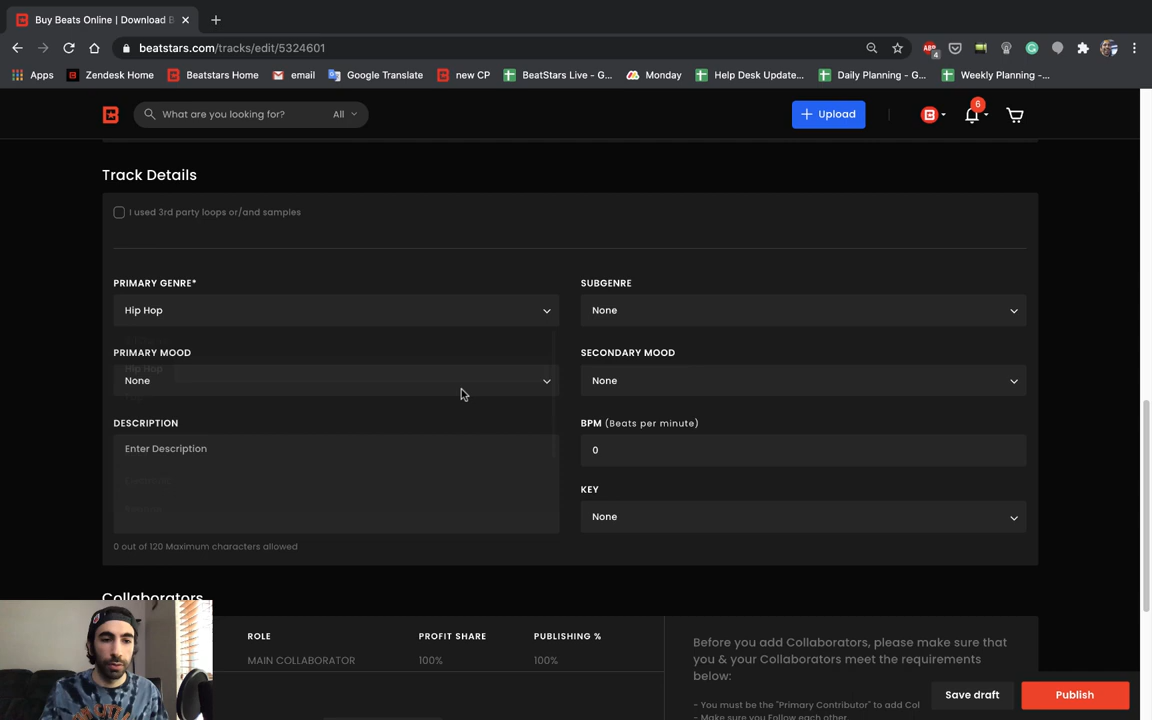 Buy Beats Online | Download B
beatstars.com/tracks/edit/5324601
4
Apps
Zendesk Home
Beatstars Home
email
Google Translate
new CP
BeatStars Live - G...
Monday
Help Desk Update...
Daily Planning - G...
Weekly Planning -...
What are you looking for?
All
Upload
6
Track Details
I used 3rd party loops or/and samples
PRIMARY GENRE*
SUBGENRE
Hip Hop
None
PRIMARY MOOD
SECONDARY MOOD
Hip Hop
None
None
DESCRIPTION
BPM (Beats per minute)
Enter Description
0
KEY
None
0 out of 120 Maximum characters allowed
Collaborators
ROLE
PROFIT SHARE
PUBLISHING %
MAIN COLLABORATOR
100%
100%
Before you add Collaborators, please make sure that
you & your Collaborators meet the requirements
below:
- You must be the "Primary Contributor" to add Col
- Make sure you Follow each other
Save draft
Publish